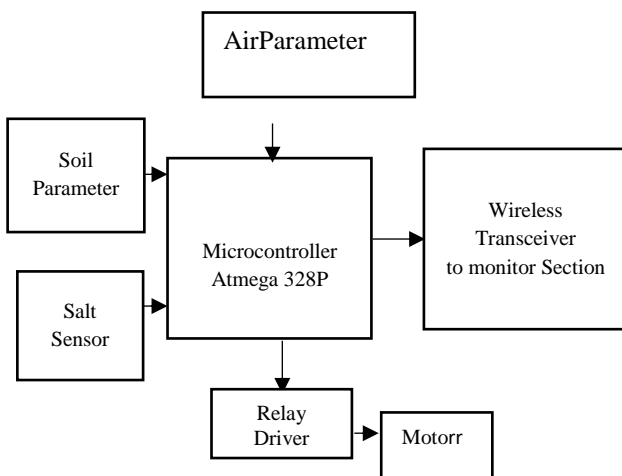 AirParameter
Soil
Parameter
Microcontroller
Atmega 328P
Wireless
Transceiver
to monitor Section
Salt
Sensor
Relay
Driver
Motorr